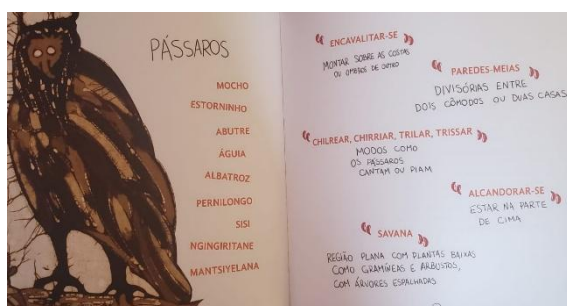 PÁSSAROS
MOCHO
ESTORNINHO
ABUTRE
ÁGUIA
ALBATROZ
PERNILONGO
SISI
NGINGIRITANE
MANTSIYELANA
“ ENCAVALITAR-SE ”
MONTAR SOBRE AS COSTAS
OU OMBROS DE OUTRO
“ PAREDES-MEIAS ”
DIVISÓRIAS ENTRE
DOIS CÔMODOS OU DUAS CASAS
“ CHILREAR, CHIRRIAR, TRILAR, TRISSAR ”
MODOS COMO
OS PÁSSAROS
CANTAM OU PIAM
“ ALCANDORAR-SE ”
ESTAR NA PARTE
DE CIMA
“ SAVANA ”
REGIÃO PLANA COM PLANTAS BAIXAS
COMO GRAMÍNEAS E ARBUSTOS,
COM ÁRVORES ESPALHADAS.